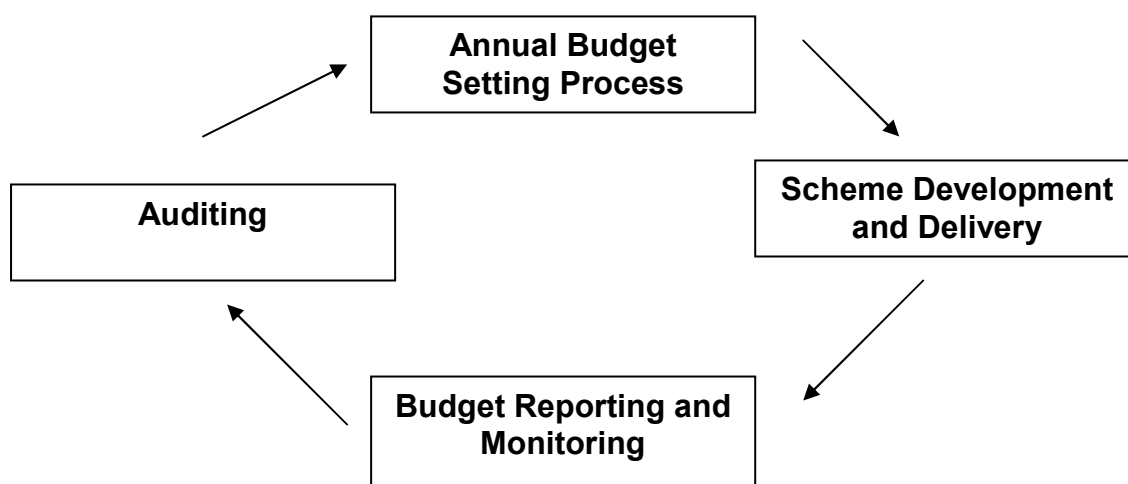 Annual Budget
Setting Process
Scheme Development
and Delivery
Auditing
Budget Reporting and
Monitoring